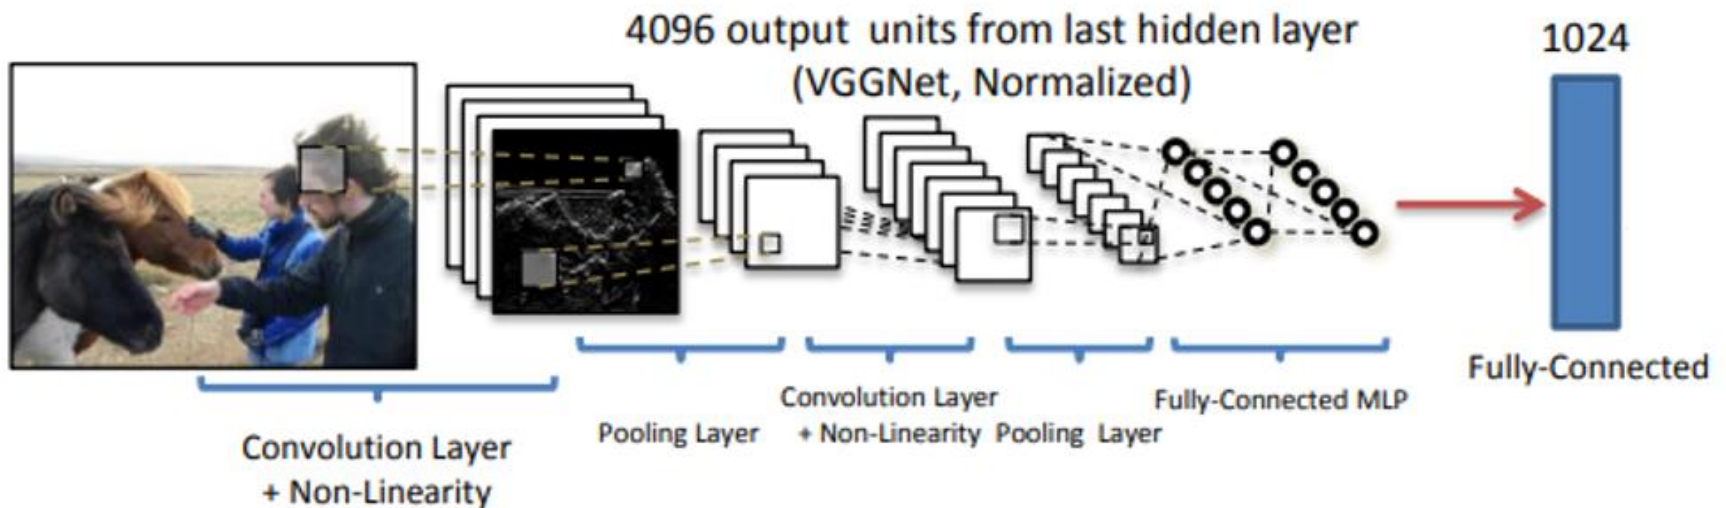 4096 output units from last hidden layer
(VGGNet, Normalized)
1024
Convolution Layer
+ Non-Linearity
Pooling Layer
Convolution Layer
+ Non-Linearity
Pooling Layer
Fully-Connected MLP
Fully-Connected